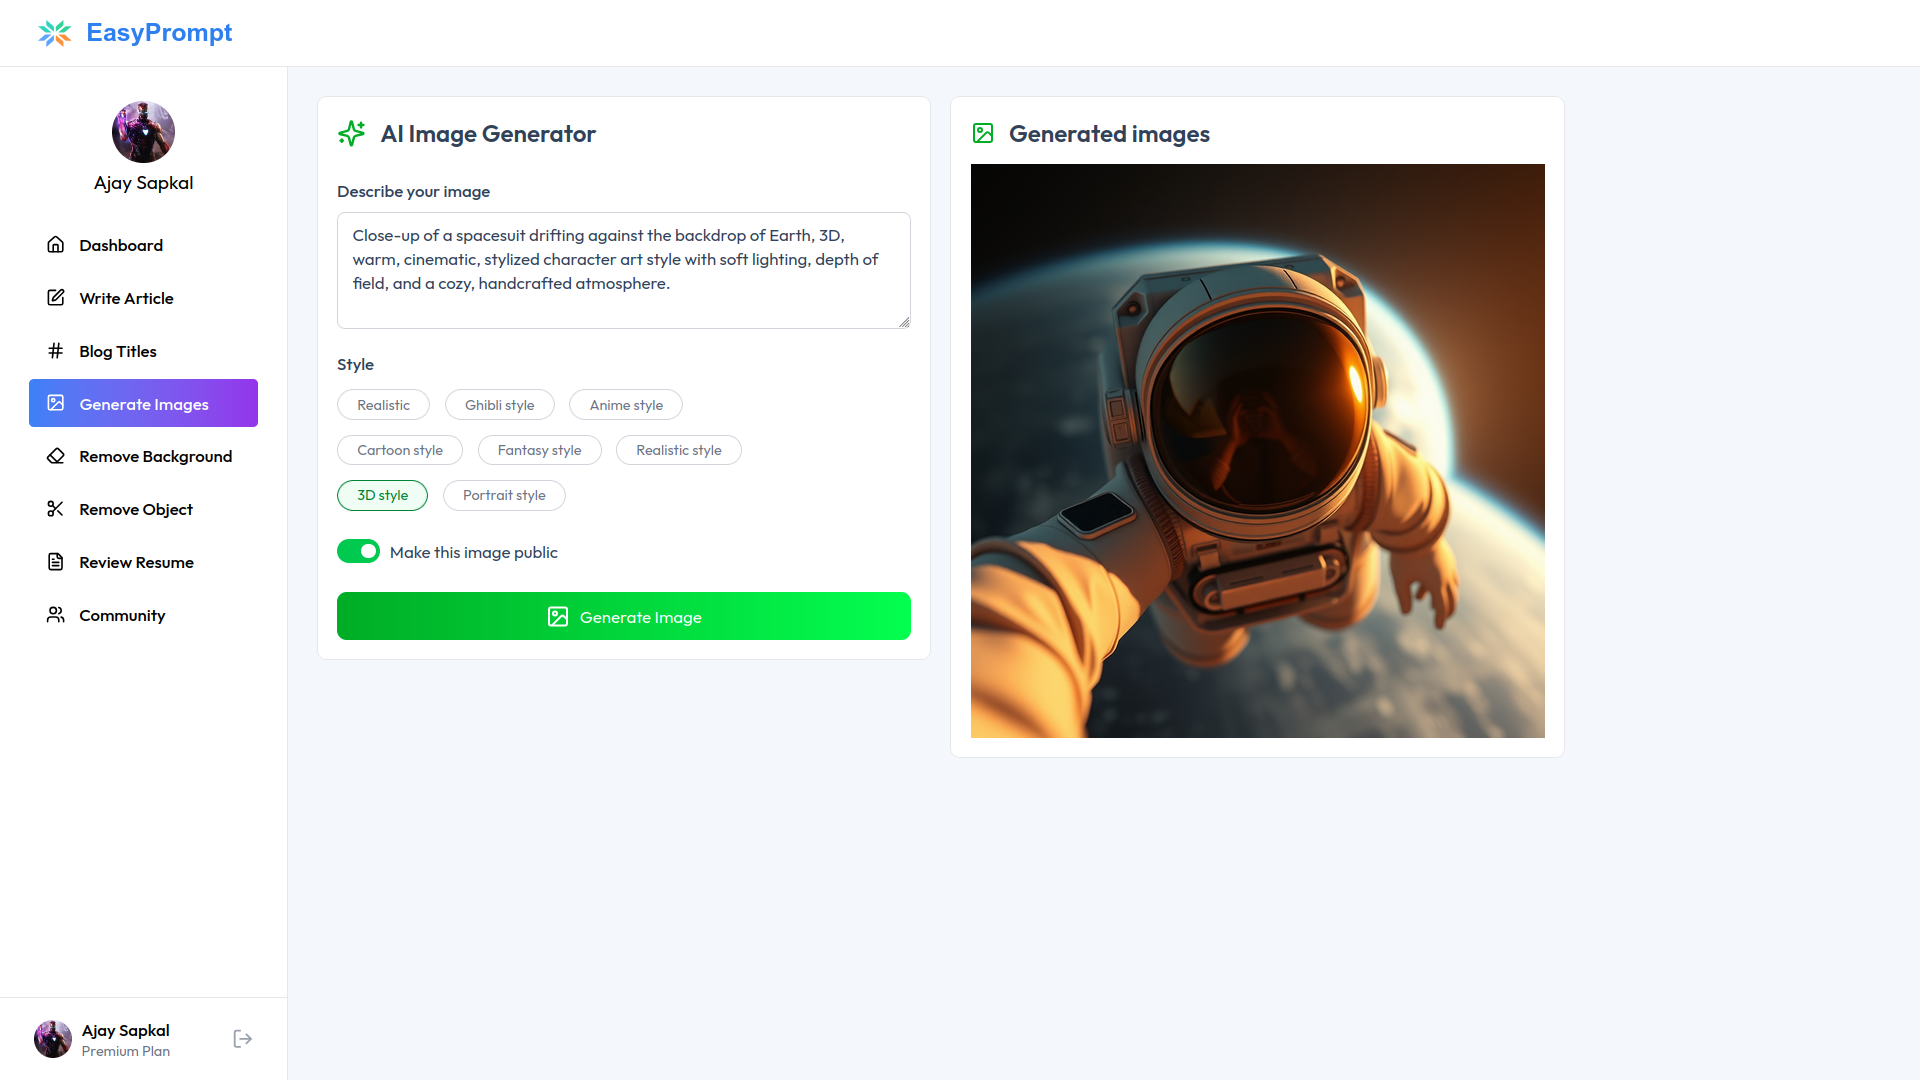 EasyPrompt
Ajay Sapkal
Dashboard
Write Article
Blog Titles
Generate Images
Remove Background
Remove Object
Review Resume
Community
Ajay Sapkal
Premium Plan
AI Image Generator
Describe your image
Close-up of a spacesuit drifting against the backdrop of Earth, 3D,
warm, cinematic, stylized character art style with soft lighting, depth of
field, and a cozy, handcrafted atmosphere.
Style
Realistic
Ghibli style
Anime style
Cartoon style
Fantasy style
Realistic style
3D style
Portrait style
Make this image public
Generate Image
Generated images